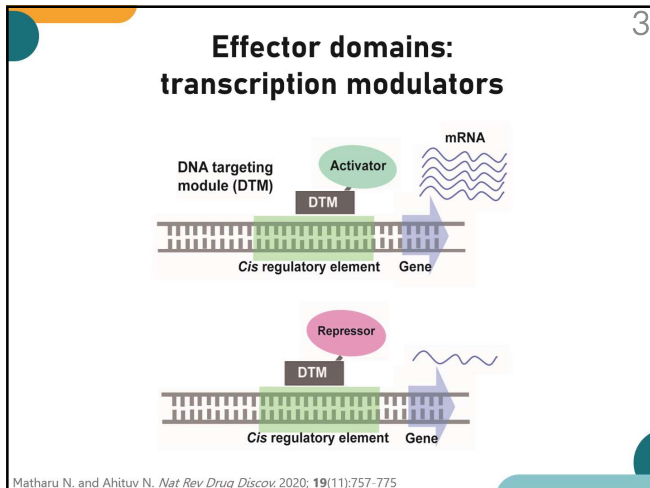 3
Effector domains:
transcription modulators
mRNA
DNA targeting
module (DTM)
Activator
DTM
Cis regulatory element
Gene
Repressor
DTM
Cis regulatory element
Gene
Matharu N. and Ahituv N. Nat Rev Drug Discov. 2020; 19(11):757-775